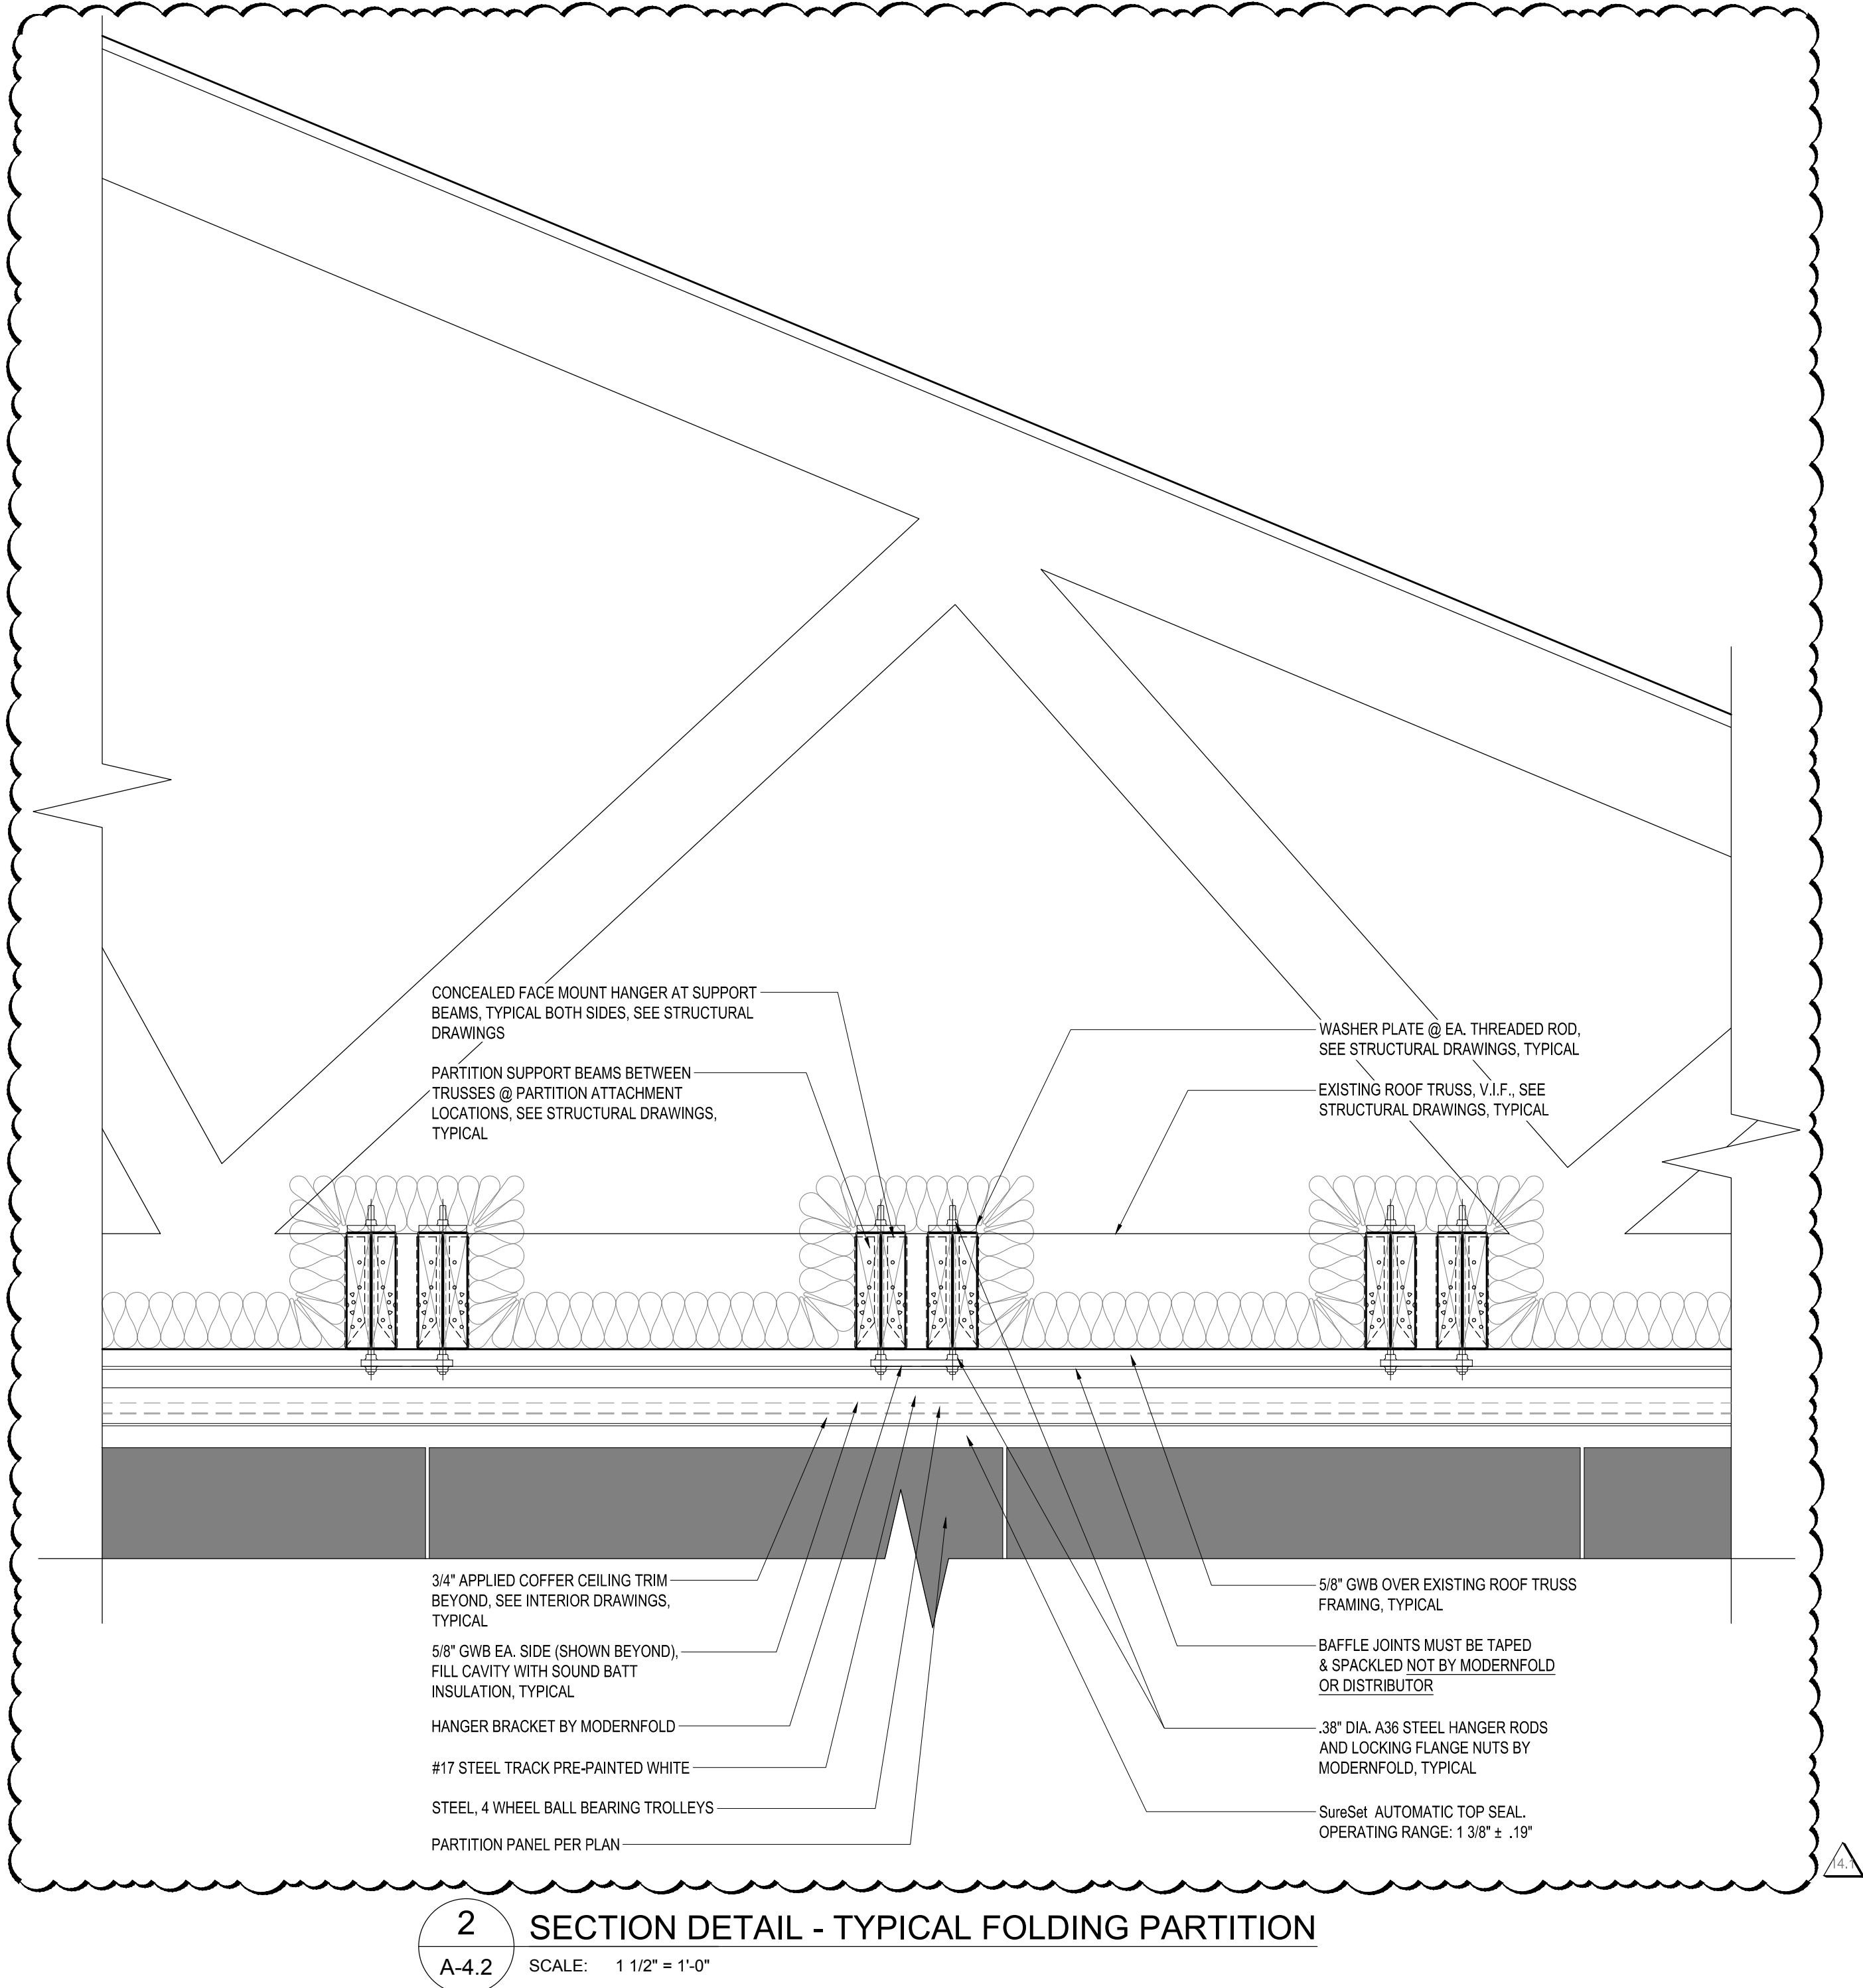 CONCEALED FACE MOUNT HANGER AT SUPPORT
BEAMS, TYPICAL BOTH SIDES, SEE STRUCTURAL
DRAWINGS
PARTITION SUPPORT BEAMS BETWEEN
TRUSSES @ PARTITION ATTACHMENT
LOCATIONS, SEE STRUCTURAL DRAWINGS,
TYPICAL
WASHER PLATE @ EA. THREADED ROD,
SEE STRUCTURAL DRAWINGS, TYPICAL
EXISTING ROOF TRUSS, V.I.F., SEE
STRUCTURAL DRAWINGS, TYPICAL
3/4" APPLIED COFFER CEILING TRIM
BEYOND, SEE INTERIOR DRAWINGS,
TYPICAL
5/8" GWB EA. SIDE (SHOWN BEYOND),
FILL CAVITY WITH SOUND BATT
INSULATION, TYPICAL
HANGER BRACKET BY MODERNFOLD
#17 STEEL TRACK PRE-PAINTED WHITE
STEEL, 4 WHEEL BALL BEARING TROLLEYS
PARTITION PANEL PER PLAN
5/8" GWB OVER EXISTING ROOF TRUSS
FRAMING, TYPICAL
BAFFLE JOINTS MUST BE TAPED
& SPACKLED NOT BY MODERNFOLD
OR DISTRIBUTOR
.38" DIA. A36 STEEL HANGER RODS
AND LOCKING FLANGE NUTS BY
MODERNFOLD, TYPICAL
SureSet AUTOMATIC TOP SEAL.
OPERATING RANGE: 1 3/8" ± .19"
14.1
2
A-4.2
SECTION DETAIL - TYPICAL FOLDING PARTITION
SCALE: 1 1/2" = 1'-0"